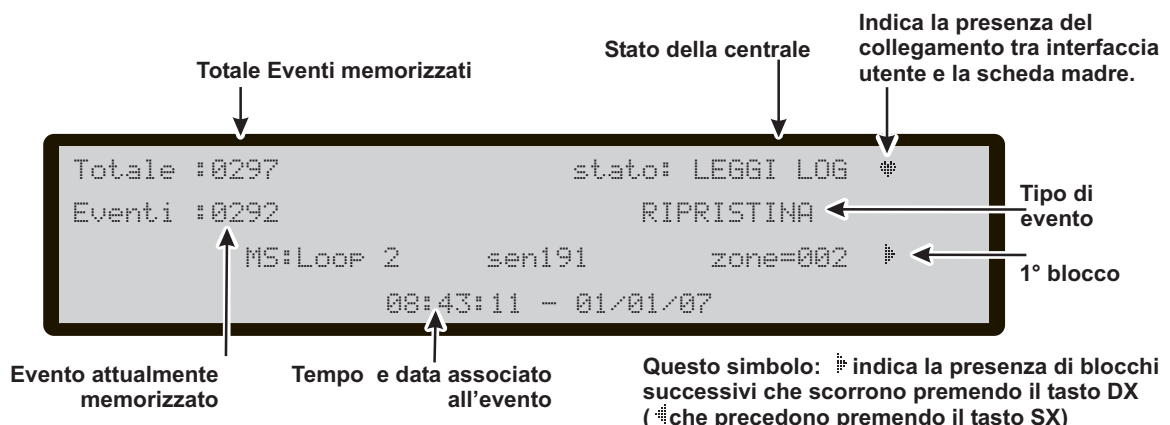 Indica la presenza del
collegamento tra interfaccia
utente e la scheda madre.
Stato della centrale
Totale Eventi memorizzati
Totale :0297 stato: LEGGI LOG
Eventi :0292 RIPRISTINA
MS:Loop 2 sen191 zone=002
08:43:11 - 01/01/07
Tipo di
evento
1° blocco
Evento attualmente
memorizzato
Tempo e data associato
all'evento
Questo simbolo: indica la presenza di blocchi
successivi che scorrono premendo il tasto DX
( che precedono premendo il tasto SX)